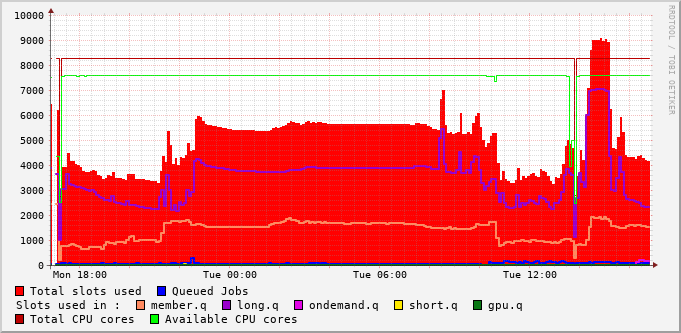 10000
9000
8000
7000
6000
5000
4000
3000
2000
1000
0
Mon 18:00 Tue 00:00 Tue 06:00 Tue 12:00
RRDTOOL / TOBI OETIKER
Total slots used Queued Jobs
Slots used in : member.q long.q ondemand.q short.q gpu.q
Total CPU cores Available CPU cores